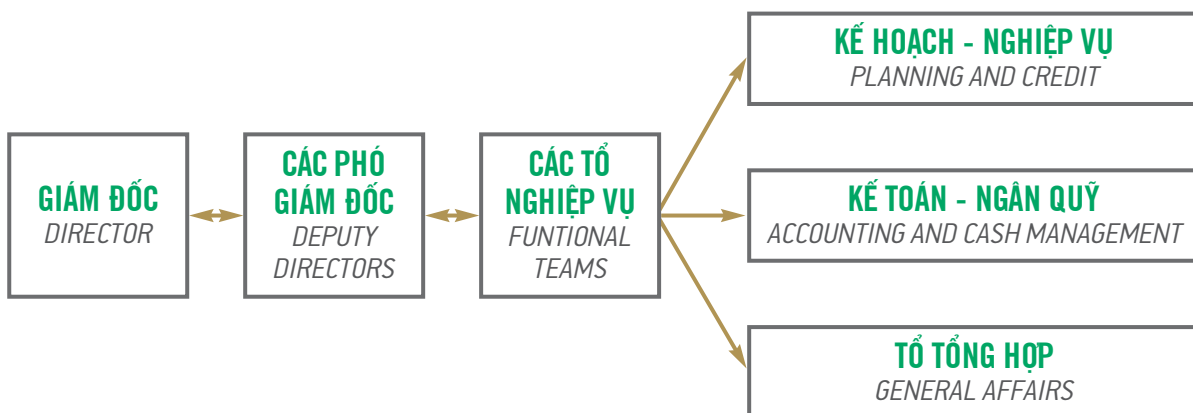 GIÁM ĐỐC
DIRECTOR
CÁC PHÓ
GIÁM ĐỐC
DEPUTY
DIRECTORS
CÁC TỔ
NGHIỆP VỤ
FUNTIONAL
TEAMS
KẾ HOẠCH - NGHIỆP VỤ
PLANNING AND CREDIT
KẾ TOÁN - NGÂN QUỸ
ACCOUNTING AND CASH MANAGEMENT
TỔ TỔNG HỢP
GENERAL AFFAIRS